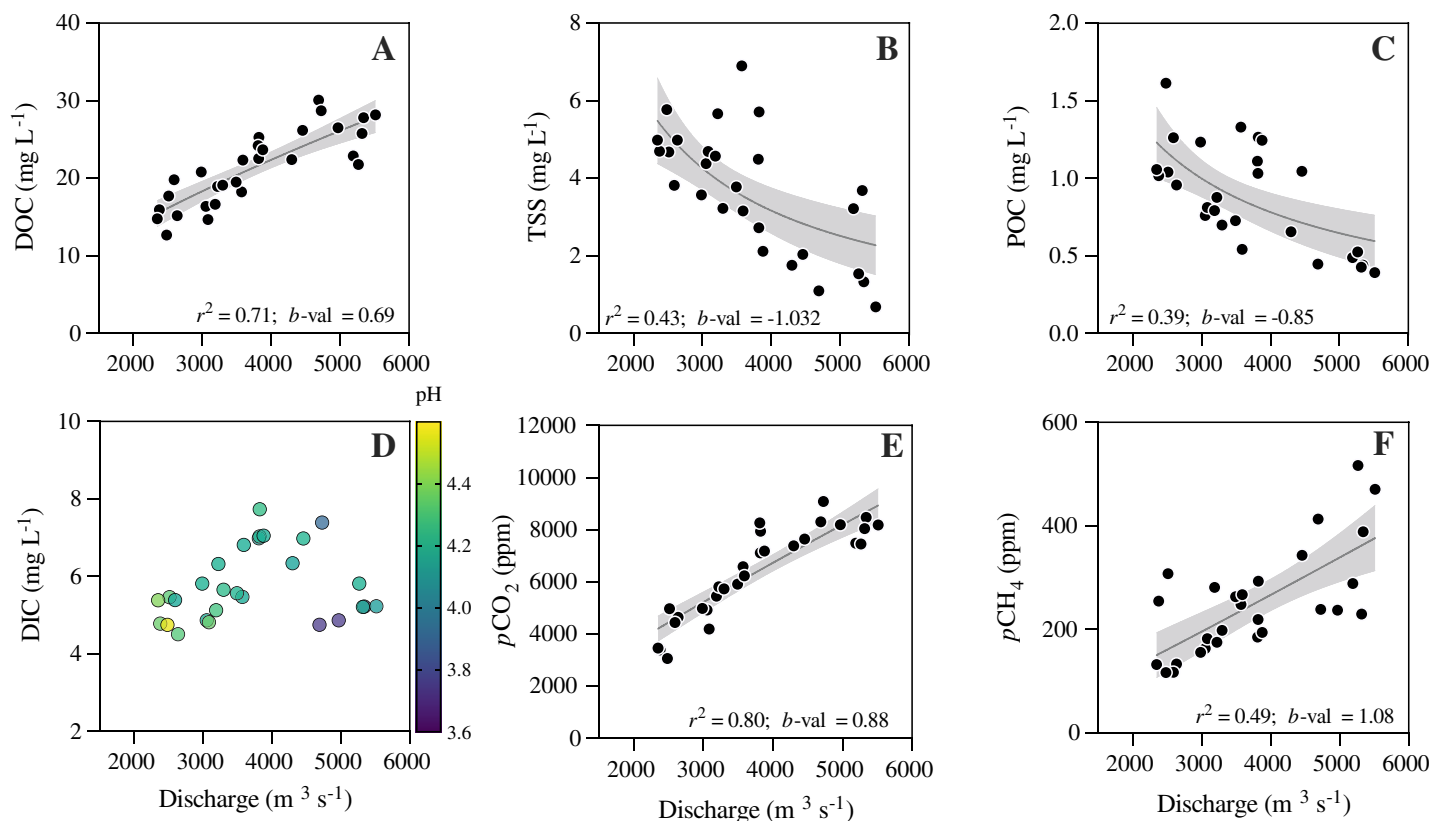 A
DOC (mg L-1)
40
30
20
10
0
r2 = 0.71; b-val = 0.69
2000 3000 4000 5000 6000
B
TSS (mg L-1)
8
6
4
2
0
r2 = 0.43; b-val = -1.032
2000 3000 4000 5000 6000
C
POC (mg L-1)
2.0
1.5
1.0
0.5
0.0
r2 = 0.39; b-val = -0.85
2000 3000 4000 5000 6000
D
DIC (mg L-1)
10
8
6
4
2
2000 3000 4000 5000 6000
Discharge (m 3 s-1)
pH
4.4
4.2
4.0
3.8
3.6
E
pCO2 (ppm)
12000
10000
8000
6000
4000
2000
0
r2 = 0.80; b-val = 0.88
2000 3000 4000 5000 6000
Discharge (m 3 s-1)
F
pCH4 (ppm)
600
400
200
0
r2 = 0.49; b-val = 1.08
2000 3000 4000 5000 6000
Discharge (m 3 s-1)